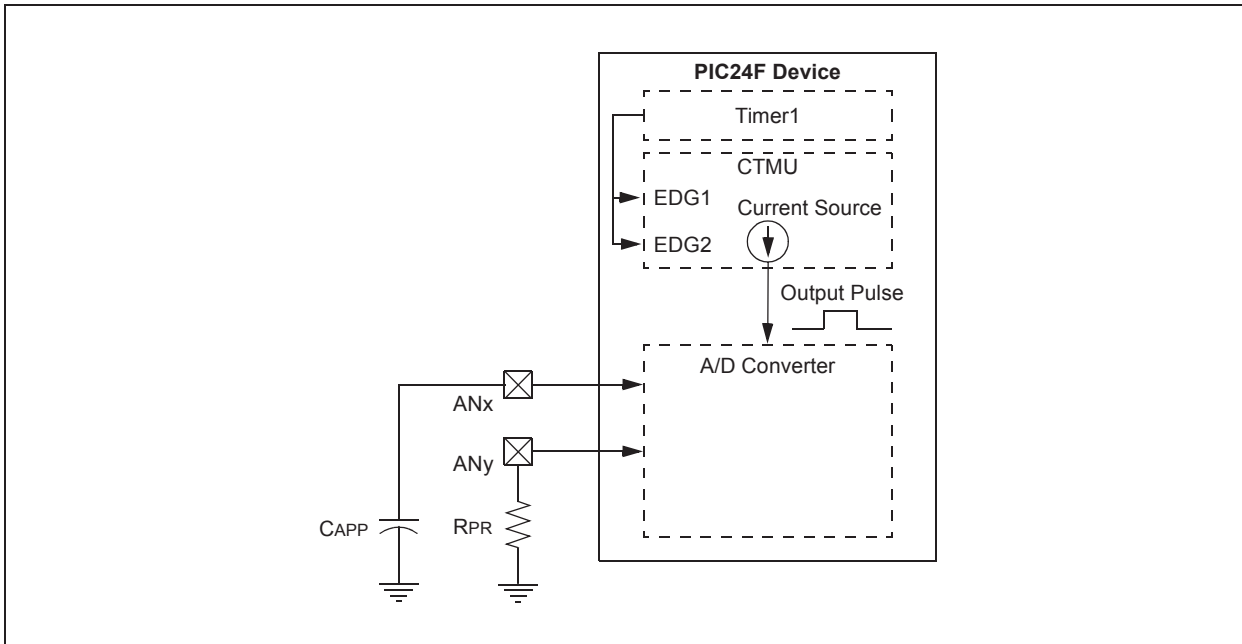 PIC24F Device
Timer1
CTMU
EDG1
Current Source
EDG2
Output Pulse
A/D Converter
ANx
ANy
CAPP
RPR